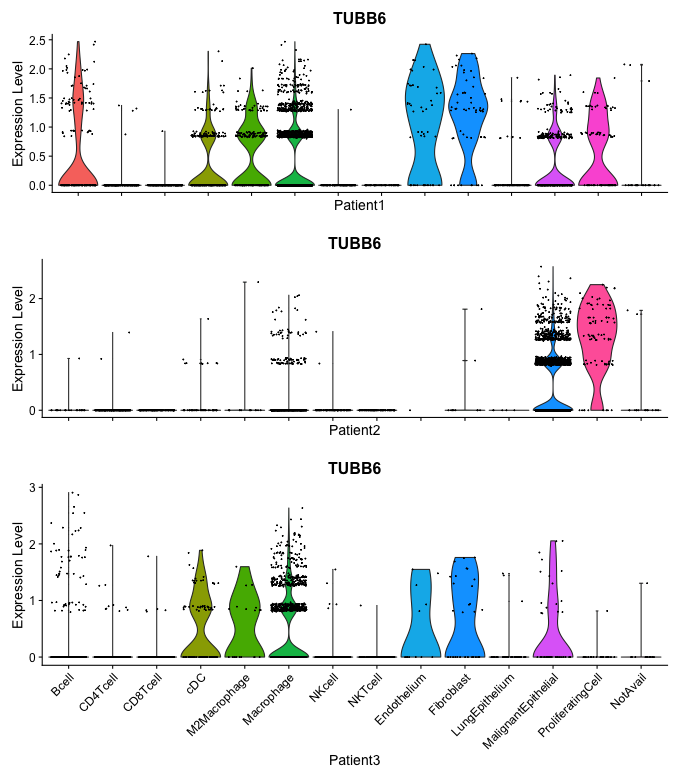 TUBB6
Expression Level
2.5
2.0
1.5
1.0
0.5
0.0
Patient1
TUBB6
Expression Level
2
1
0
Patient2
TUBB6
Expression Level
3
2
1
0
Bcell
CD4Tcell
CD8Tcell
cDC
M2Macrophage
Macrophage
NKcell
NKTcell
Endothelium
Fibroblast
LungEpithelium
MalignantEpithelial
ProliferatingCell
NotAvail
Patient3